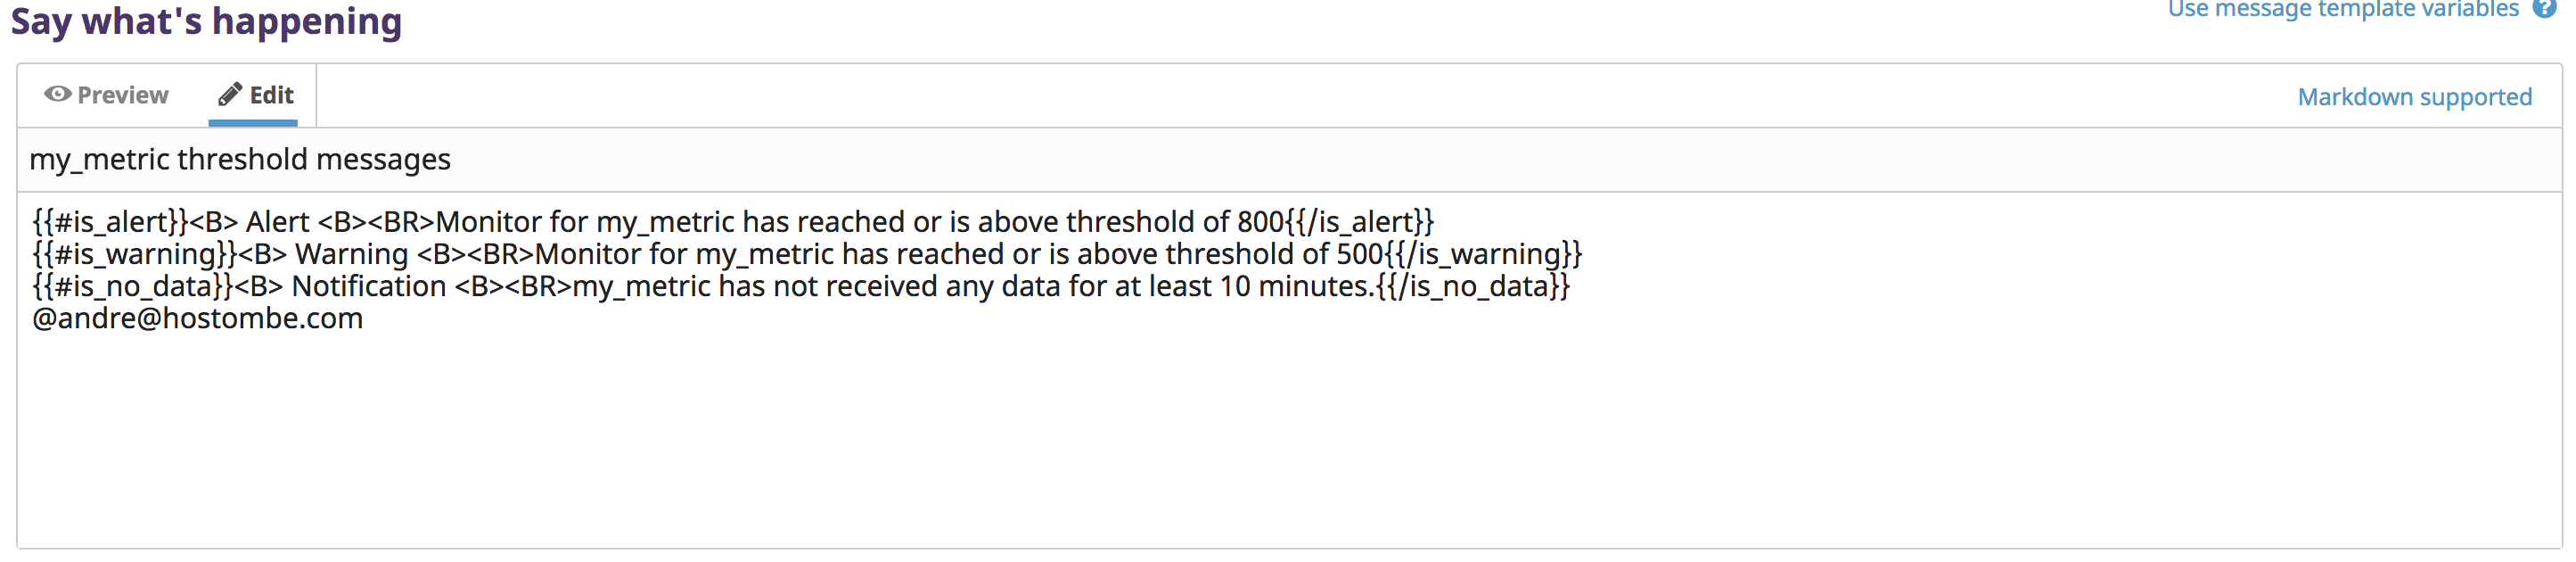 Say what's happening
Use message template variables ?
Preview
Edit
Markdown supported
my_metric threshold messages
{{#is_alert}}<B> Alert <B><BR>Monitor for my_metric has reached or is above threshold of 800{{/is_alert}}
{{#is_warning}}<B> Warning <B><BR>Monitor for my_metric has reached or is above threshold of 500{{/is_warning}}
{{#is_no_data}}<B> Notification <B><BR>my_metric has not received any data for at least 10 minutes.{{/is_no_data}}
@andre@hostombe.com